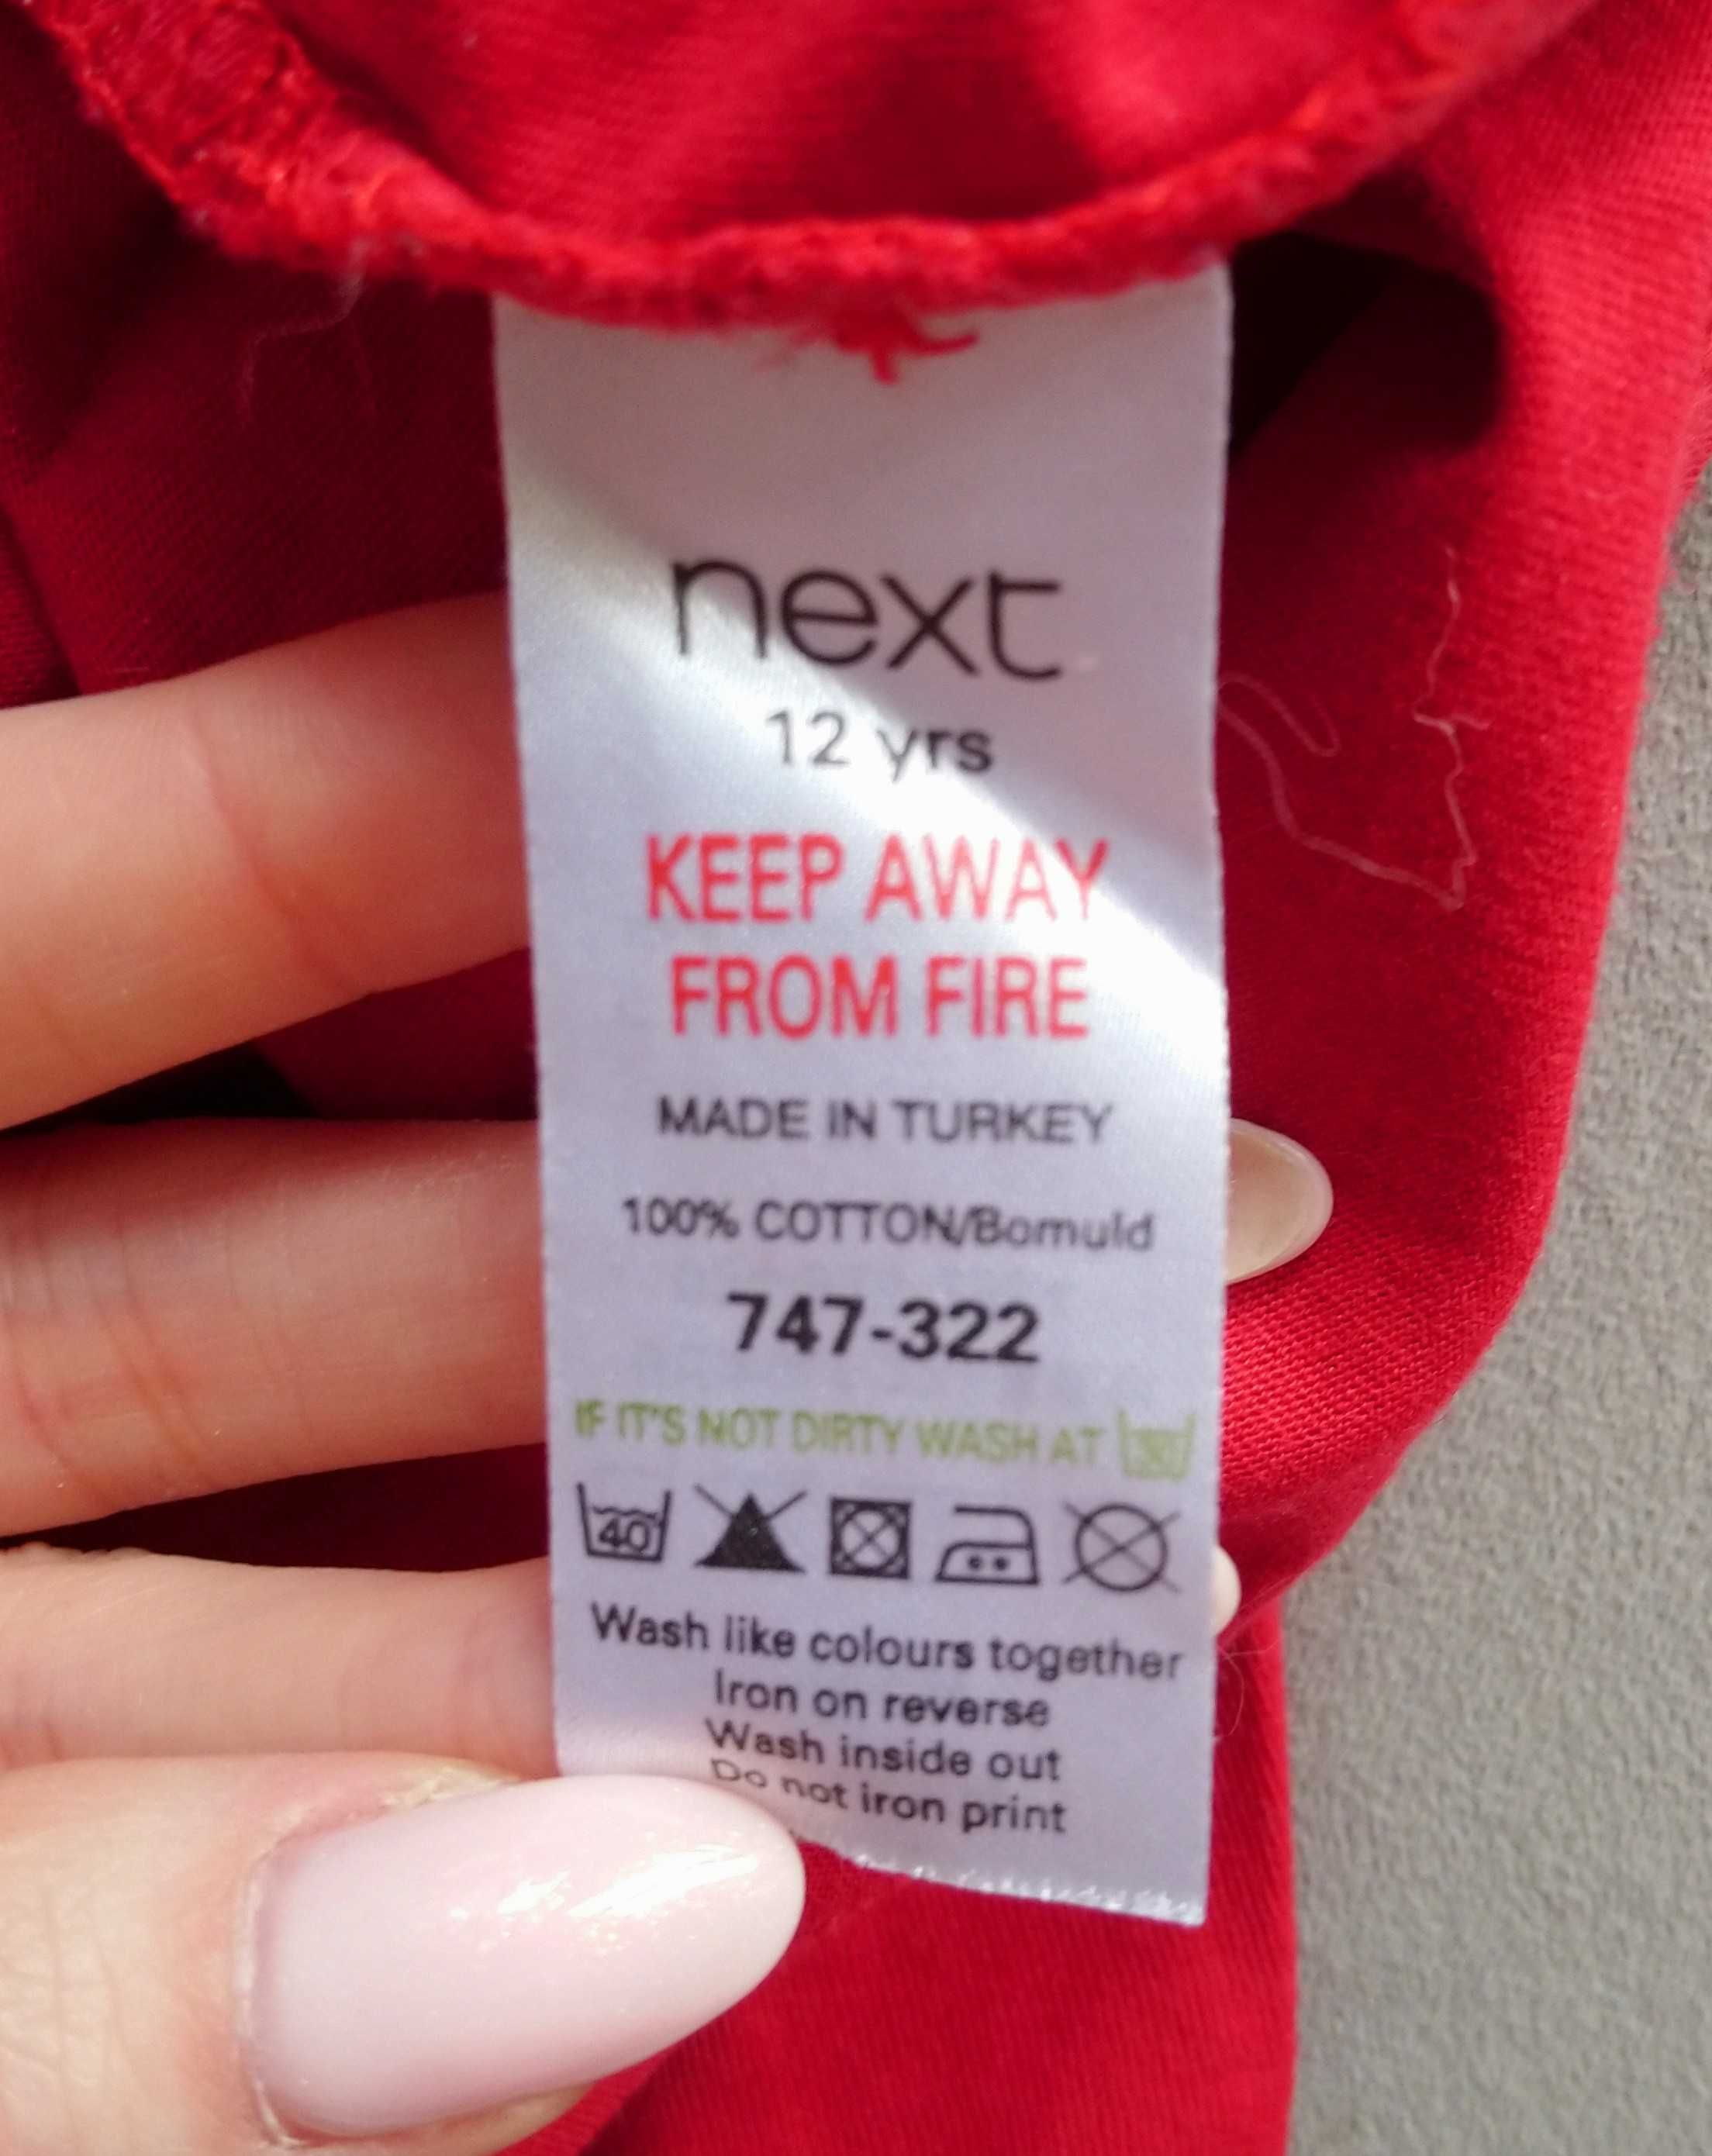 next
12 yrs
KEEP AWAY
FROM FIRE
MADE IN TURKEY
100% COTTON/Bomuld
747-322
IF IT'S NOT DIRTY WASH AT 30
40
Wash like colours together
Iron on reverse
Wash inside out
Do not iron print